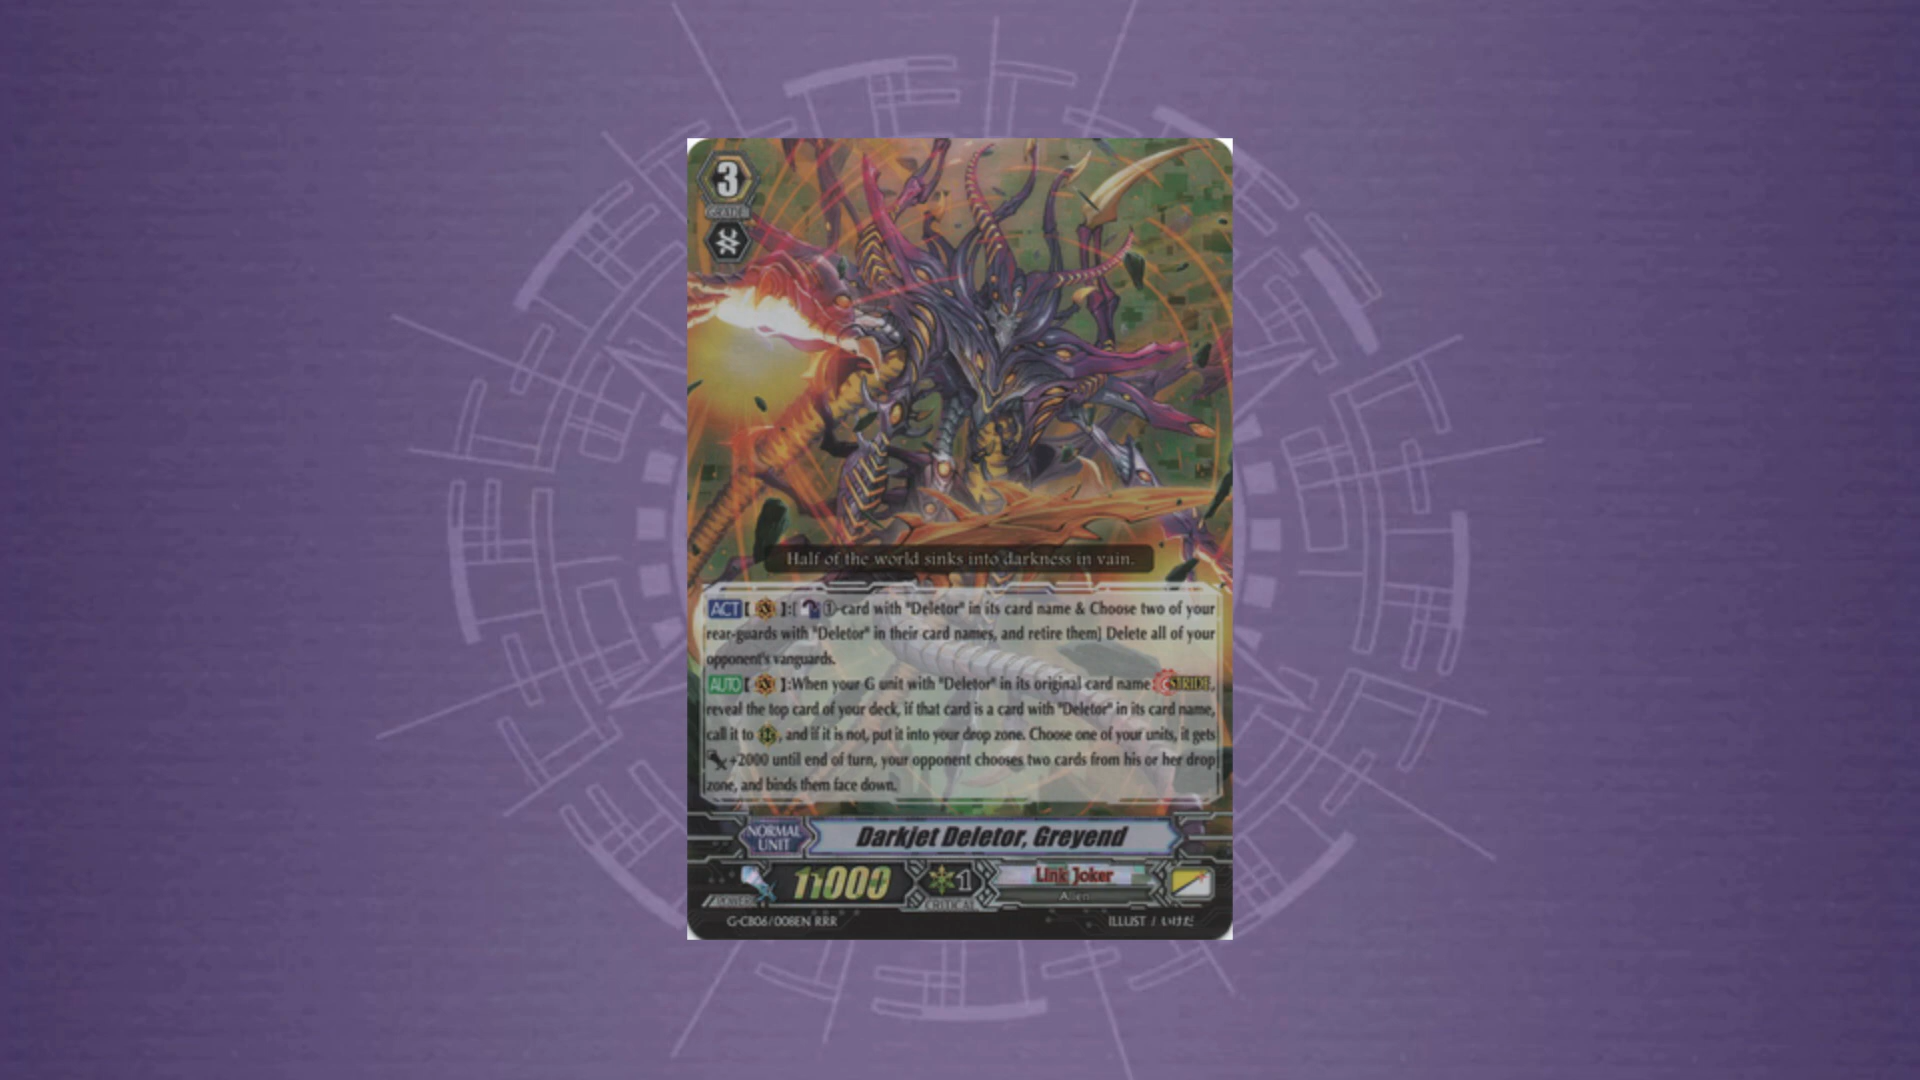 3
GRADE
Half of the world sinks into darkness in vain.
ACT [ ]:[ ①-card with "Deletor" in its card name & Choose two of your
rear-guards with "Deletor" in their card names, and retire them] Delete all of your
opponent's vanguards.
AUTO [ ]:When your G unit with "Deletor" in its original card name STRIDE,
reveal the top card of your deck, if that card is a card with "Deletor" in its card name,
call it to , and if it is not, put it into your drop zone. Choose one of your units, it gets
+2000 until end of turn, your opponent chooses two cards from his or her drop
zone, and binds them face down.
NORMAL
UNIT
Darkjet Deletor, Greyend
POWER
11000
1
CRITICAL
Link Joker
Alien
G-CB06/008EN RRR
ILLUST / いけだ